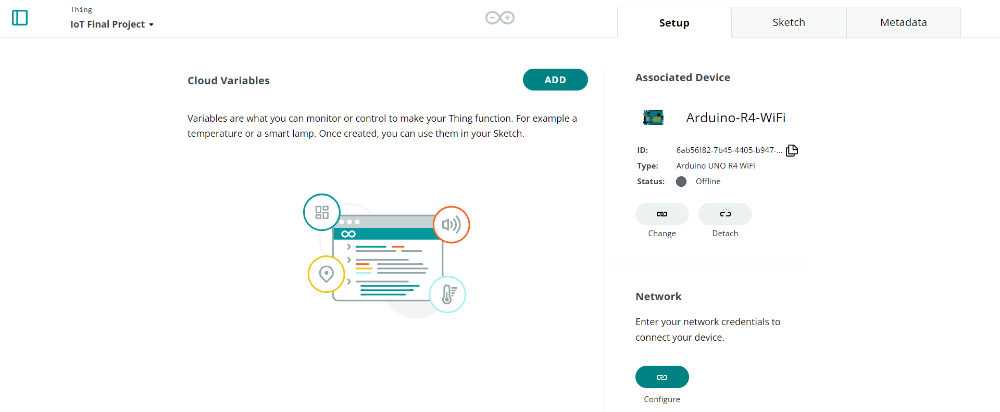 Thing
IoT Final Project
Setup
Sketch
Metadata
Cloud Variables
ADD
Variables are what you can monitor or control to make your Thing function. For example a
temperature or a smart lamp. Once created, you can use them in your Sketch.
Associated Device
Arduino-R4-WiFi
ID: 6ab56f82-7b45-4405-b947-...
Type: Arduino UNO R4 WiFi
Status: Offline
Change
Detach
Network
Enter your network credentials to
connect your device.
Configure